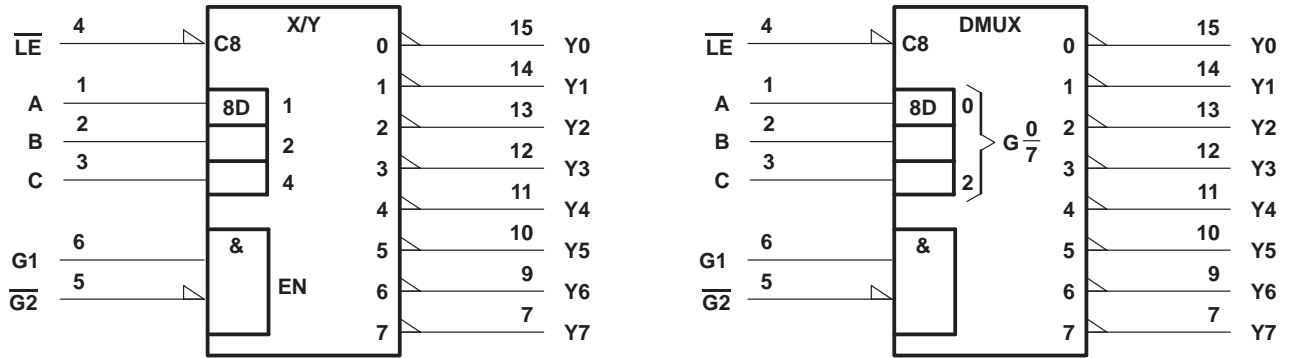 X/Y
LE 4 C8 0 15 Y0
1 14 Y1
A 1 8D 1
2 13 Y2
B 2 2
3 12 Y3
C 3 4
4 11 Y4
G1 6 & 5 10 Y5
G2 5 EN 6 9 Y6
7 7 Y7
DMUX
LE 4 C8 0 15 Y0
1 14 Y1
A 1 8D 0
2 13 Y2
B 2 G 0/7
3 12 Y3
C 3 2
4 11 Y4
G1 6 & 5 10 Y5
G2 5 6 9 Y6
7 7 Y7